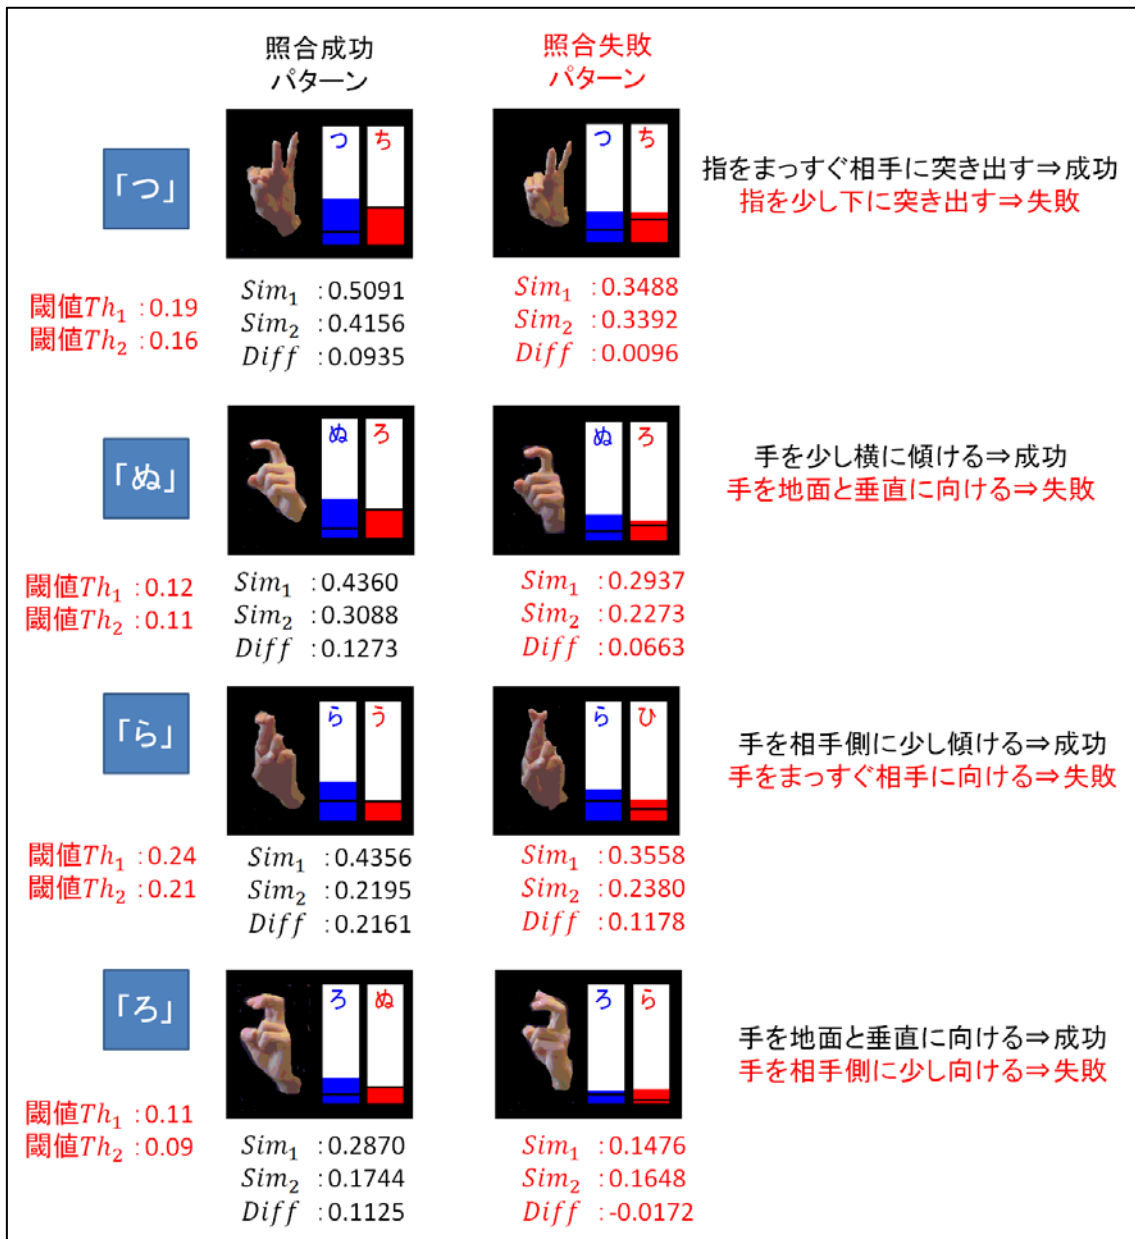 照合成功
パターン
照合失敗
パターン
「つ」
つ
ち
つ
ち
指をまっすぐ相手に突き出す⇒成功
指を少し下に突き出す⇒失敗
閾値Th₁：0.19
閾値Th₂：0.16
Sim₁：0.5091
Sim₂：0.4156
Diff：0.0935
Sim₁：0.3488
Sim₂：0.3392
Diff：0.0096
「ぬ」
ぬ
ろ
ぬ
ろ
手を少し横に傾ける⇒成功
手を地面と垂直に向ける⇒失敗
閾値Th₁：0.12
閾値Th₂：0.11
Sim₁：0.4360
Sim₂：0.3088
Diff：0.1273
Sim₁：0.2937
Sim₂：0.2273
Diff：0.0663
「ら」
ら
う
ら
ひ
手を相手側に少し傾ける⇒成功
手をまっすぐ相手に向ける⇒失敗
閾値Th₁：0.24
閾値Th₂：0.21
Sim₁：0.4356
Sim₂：0.2195
Diff：0.2161
Sim₁：0.3558
Sim₂：0.2380
Diff：0.1178
「ろ」
ろ
ぬ
ろ
ら
手を地面と垂直に向ける⇒成功
手を相手側に少し向ける⇒失敗
閾値Th₁：0.11
閾値Th₂：0.09
Sim₁：0.2870
Sim₂：0.1744
Diff：0.1125
Sim₁：0.1476
Sim₂：0.1648
Diff：-0.0172